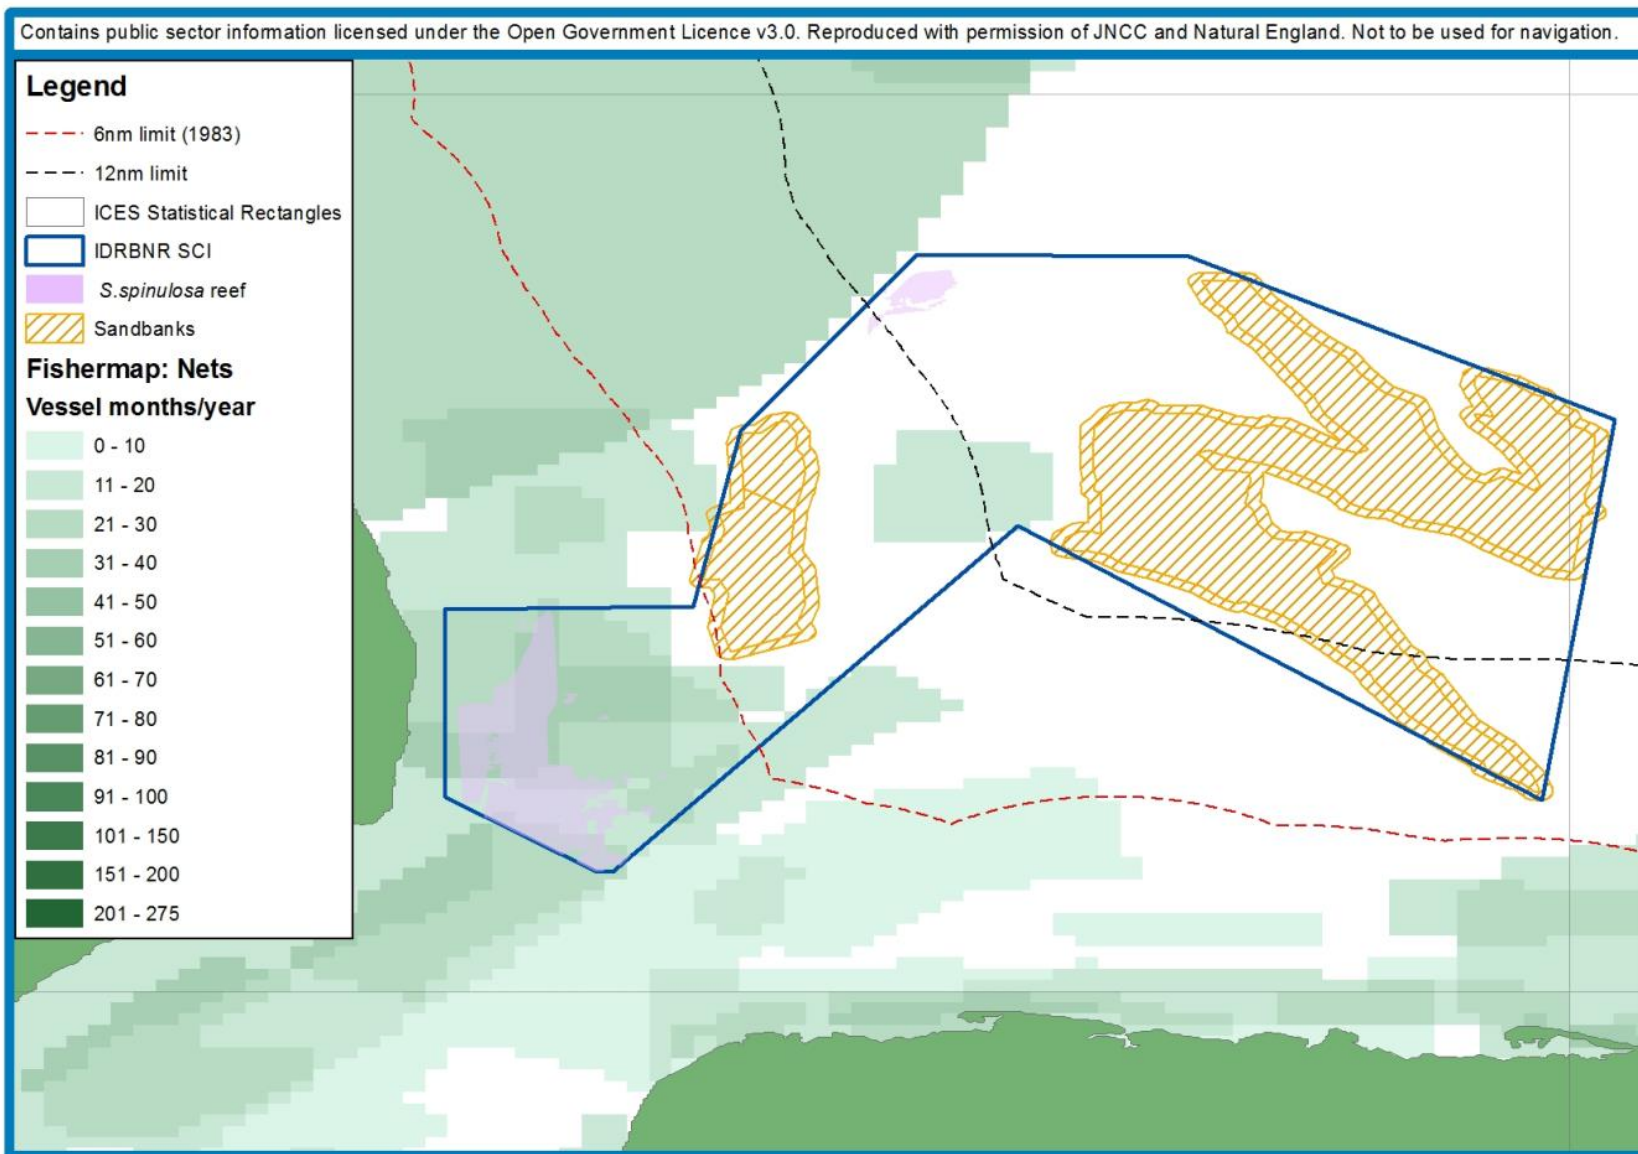 Contains public sector information licensed under the Open Government Licence v3.0. Reproduced with permission of JNCC and Natural England. Not to be used for navigation.
Legend
6nm limit (1983)
12nm limit
ICES Statistical Rectangles
IDRBNR SCI
S.spinulosa reef
Sandbanks
Fishermap: Nets
Vessel months/year
0 - 10
11 - 20
21 - 30
31 - 40
41 - 50
51 - 60
61 - 70
71 - 80
81 - 90
91 - 100
101 - 150
151 - 200
201 - 275